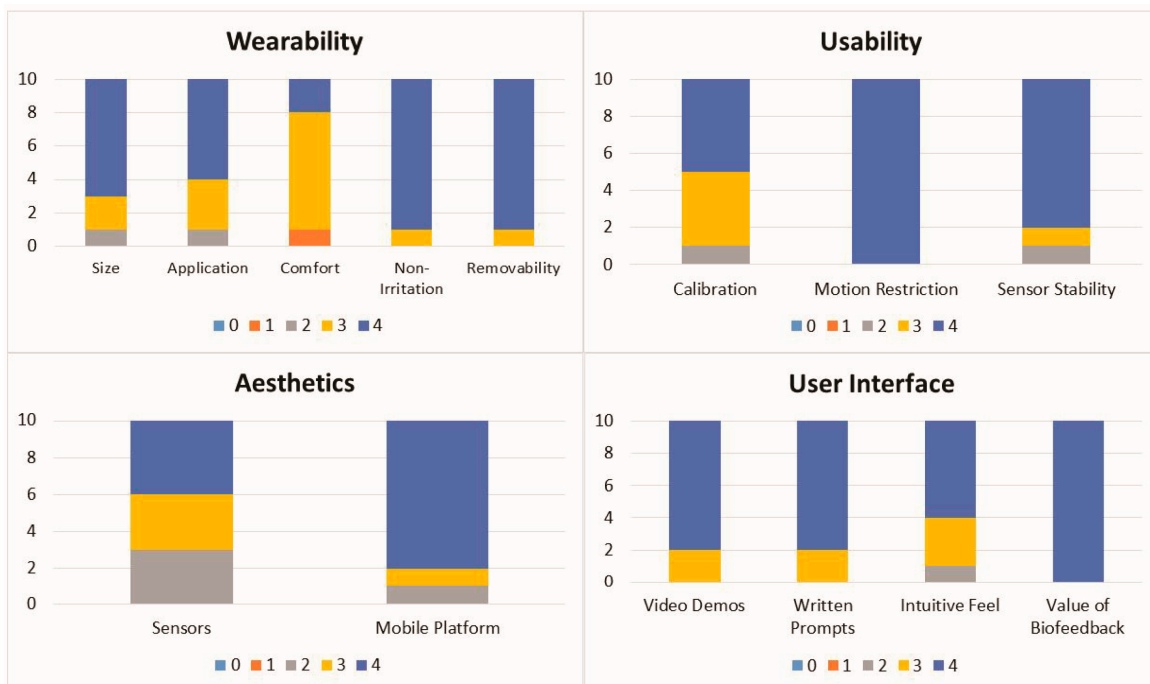 Wearability
10
8
6
4
2
0
Size Application Comfort Non-Irritation Removability
0 1 2 3 4
Usability
10
8
6
4
2
0
Calibration Motion Restriction Sensor Stability
0 1 2 3 4
Aesthetics
10
8
6
4
2
0
Sensors Mobile Platform
0 1 2 3 4
User Interface
10
8
6
4
2
0
Video Demos Written Prompts Intuitive Feel Value of Biofeedback
0 1 2 3 4